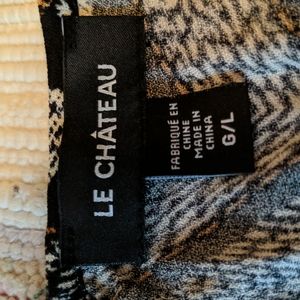 LE CHÂTEAU
FABRIQUÉ EN
CHINE
MADE IN
CHINA
G/L